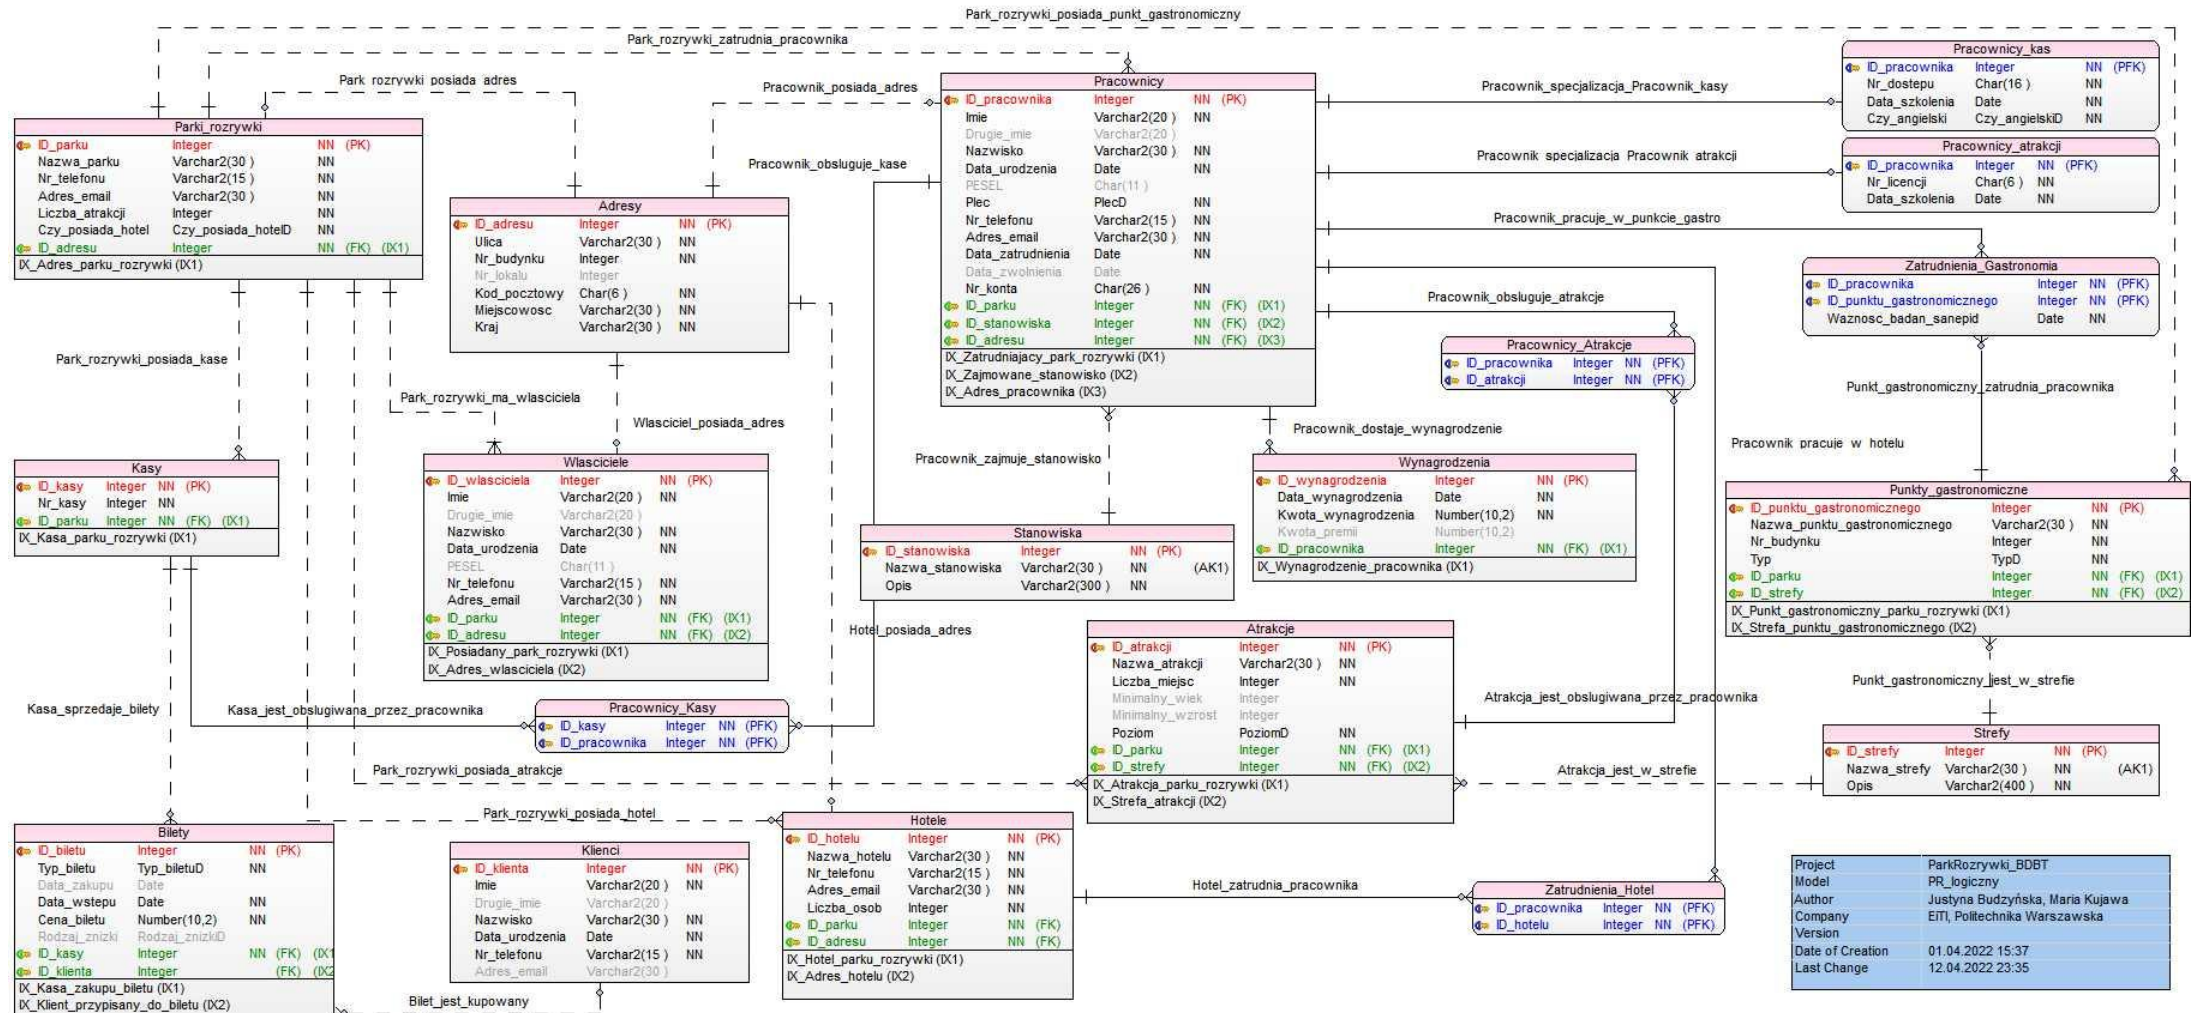 Park_rozrywki_posiada_punkt_gastronomiczny
Park_rozrywki_zatrudnia_pracownika
Park rozrywki posiada adres
Pracownik_posiada_adres
Pracownik_specjalizacja_Pracownik_kasy
Pracownik specjalizacja Pracownik atrakcji
Pracownik_obsluguje_kase
Pracownik_pracuje_w_punkcie_gastro
Pracownik_obsluguje_atrakcje
Parki_rozrywki
ID_parku Integer NN (PK)
Nazwa_parku Varchar2(30 ) NN
Nr_telefonu Varchar2(15 ) NN
Adres_email Varchar2(30 ) NN
Liczba_atrakcji Integer NN
Czy_posiada_hotel Czy_posiada_hotelD NN
ID_adresu Integer NN (FK) (IX1)
IX_Adres_parku_rozrywki (IX1)
Adresy
ID_adresu Integer NN (PK)
Ulica Varchar2(30 ) NN
Nr_budynku Integer NN
Nr_lokalu Integer
Kod_pocztowy Char(6 ) NN
Miejscowosc Varchar2(30 ) NN
Kraj Varchar2(30 ) NN
Pracownicy
ID_pracownika Integer NN (PK)
Imie Varchar2(20 ) NN
Drugie_imie Varchar2(20 )
Nazwisko Varchar2(30 ) NN
Data_urodzenia Date NN
PESEL Char(11 )
Plec PlecD NN
Nr_telefonu Varchar2(15 ) NN
Adres_email Varchar2(30 ) NN
Data_zatrudnienia Date NN
Data_zwolnienia Date
Nr_konta Char(26 ) NN
ID_parku Integer NN (FK) (IX1)
ID_stanowiska Integer NN (FK) (IX2)
ID_adresu Integer NN (FK) (IX3)
IX_Zatrudniajacy_park_rozrywki (IX1)
IX_Zajmowane_stanowisko (IX2)
IX_Adres_pracownika (IX3)
Pracownicy_kas
ID_pracownika Integer NN (PFK)
Nr_dostepu Char(16 ) NN
Data_szkolenia Date NN
Czy_angielski Czy_angielskiD NN
Pracownicy_atrakcji
ID_pracownika Integer NN (PFK)
Nr_licencji Char(6 ) NN
Data_szkolenia Date NN
Zatrudnienia_Gastronomia
ID_pracownika Integer NN (PFK)
ID_punktu_gastronomicznego Integer NN (PFK)
Waznosc_badan_sanepid Date NN
Pracownicy_Atrakcje
ID_pracownika Integer NN (PFK)
ID_atrakcji Integer NN (PFK)
Park_rozrywki_posiada_kase
Park_rozrywki_ma_wlasciciela
Wlasciciel_posiada_adres
Pracownik_zajmuje_stanowisko
Pracownik_dostaje_wynagrodzenie
Punkt_gastronomiczny_zatrudnia_pracownika
Pracownik pracuje w hotelu
Kasy
ID_kasy Integer NN (PK)
Nr_kasy Integer NN
ID_parku Integer NN (FK) (IX1)
IX_Kasa_parku_rozrywki (IX1)
Wlasciciele
ID_wlasciciela Integer NN (PK)
Imie Varchar2(20 ) NN
Drugie_imie Varchar2(20 )
Nazwisko Varchar2(30 ) NN
Data_urodzenia Date NN
PESEL Char(11 )
Nr_telefonu Varchar2(15 ) NN
Adres_email Varchar2(30 ) NN
ID_parku Integer NN (FK) (IX1)
ID_adresu Integer NN (FK) (IX2)
IX_Posiadany_park_rozrywki (IX1)
IX_Adres_wlasciciela (IX2)
Stanowiska
ID_stanowiska Integer NN (PK)
Nazwa_stanowiska Varchar2(30 ) NN (AK1)
Opis Varchar2(300 ) NN
Wynagrodzenia
ID_wynagrodzenia Integer NN (PK)
Data_wynagrodzenia Date NN
Kwota_wynagrodzenia Number(10,2) NN
Kwota_premii Number(10,2)
ID_pracownika Integer NN (FK) (IX1)
IX_Wynagrodzenie_pracownika (IX1)
Punkty_gastronomiczne
ID_punktu_gastronomicznego Integer NN (PK)
Nazwa_punktu_gastronomicznego Varchar2(30 ) NN
Nr_budynku Integer NN
Typ TypD NN
ID_parku Integer NN (FK) (IX1)
ID_strefy Integer NN (FK) (IX2)
IX_Punkt_gastronomiczny_parku_rozrywki (IX1)
IX_Strefa_punktu_gastronomicznego (IX2)
Hotel_posiada_adres
Kasa_sprzedaje_bilety
Kasa_jest_obslugiwana_przez_pracownika
Pracownicy_Kasy
ID_kasy Integer NN (PFK)
ID_pracownika Integer NN (PFK)
Atrakcje
ID_atrakcji Integer NN (PK)
Nazwa_atrakcji Varchar2(30 ) NN
Liczba_miejsc Integer NN
Minimalny_wiek Integer
Minimalny_wzrost Integer
Poziom PoziomD NN
ID_parku Integer NN (FK) (IX1)
ID_strefy Integer NN (FK) (IX2)
IX_Atrakcja_parku_rozrywki (IX1)
IX_Strefa_atrakcji (IX2)
Atrakcja_jest_obslugiwana_przez_pracownika
Punkt_gastronomiczny_jest_w_strefie
Strefy
ID_strefy Integer NN (PK)
Nazwa_strefy Varchar2(30 ) NN (AK1)
Opis Varchar2(400 ) NN
Atrakcja_jest_w_strefie
Park_rozrywki_posiada_atrakcje
Park_rozrywki_posiada_hotel
Bilety
ID_biletu Integer NN (PK)
Typ_biletu Typ_biletuD NN
Data_zakupu Date
Data_wstepu Date NN
Cena_biletu Number(10,2) NN
Rodzaj_znizki Rodzaj_znizkiD
ID_kasy Integer NN (FK) (IX1
ID_klienta Integer (FK) (IX2
IX_Kasa_zakupu_biletu (IX1)
IX_Klient_przypisany_do_biletu (IX2)
Bilet_jest_kupowany
Klienci
ID_klienta Integer NN (PK)
Imie Varchar2(20 ) NN
Drugie_imie Varchar2(20 )
Nazwisko Varchar2(30 ) NN
Data_urodzenia Date NN
Nr_telefonu Varchar2(15 ) NN
Adres_email Varchar2(30 )
Hotele
ID_hotelu Integer NN (PK)
Nazwa_hotelu Varchar2(30 ) NN
Nr_telefonu Varchar2(15 ) NN
Adres_email Varchar2(30 ) NN
Liczba_osob Integer NN
ID_parku Integer NN (FK)
ID_adresu Integer NN (FK)
IX_Hotel_parku_rozrywki (IX1)
IX_Adres_hotelu (IX2)
Hotel_zatrudnia_pracownika
Zatrudnienia_Hotel
ID_pracownika Integer NN (PFK)
ID_hotelu Integer NN (PFK)
Project ParkRozrywki_BDBT
Model PR_logiczny
Author Justyna Budzyńska, Maria Kujawa
Company EiTI, Politechnika Warszawska
Version
Date of Creation 01.04.2022 15:37
Last Change 12.04.2022 23:35